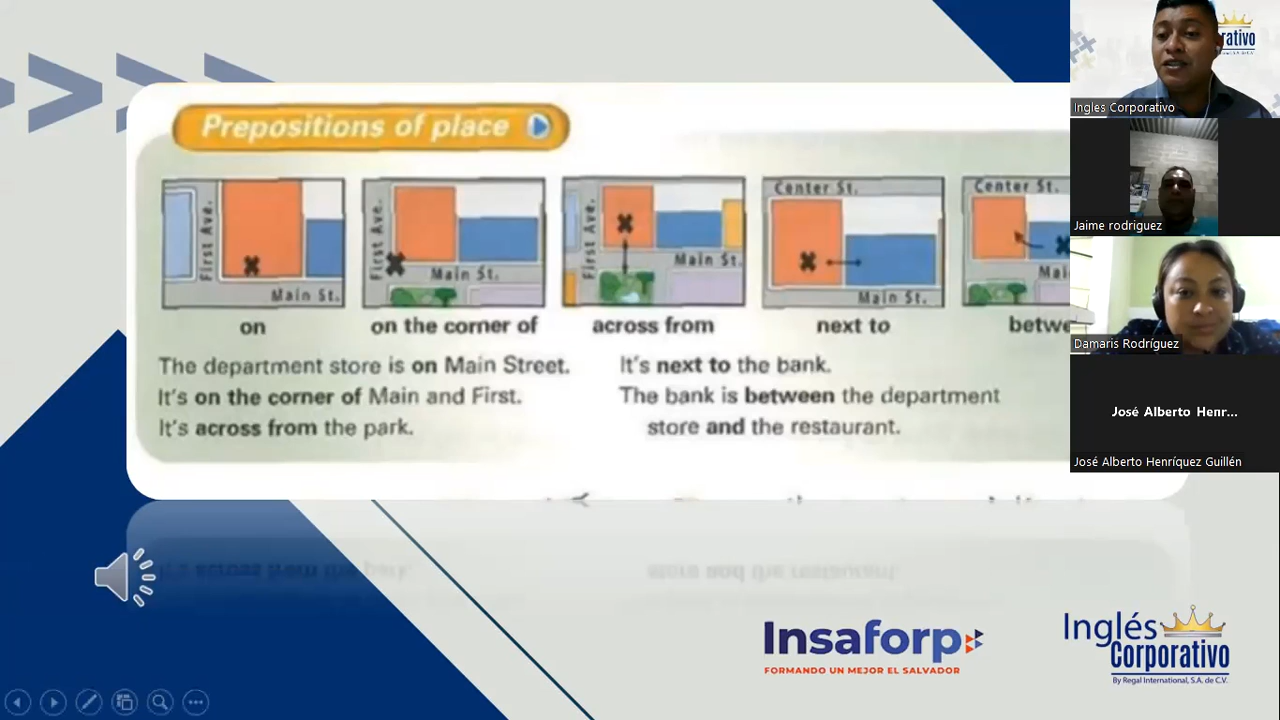 Prepositions of place
First Ave.
Main St.
First Ave.
Main St.
First Ave.
Main St.
Center St.
Main St.
Center St.
on
on the corner of
across from
next to
The department store is on Main Street.
It's on the corner of Main and First.
It's across from the park.
It's next to the bank.
The bank is between the department
store and the restaurant.
Insaforp
FORMANDO UN MEJOR EL SALVADOR
Inglés
Corporativo
By Regal International, S.A. de C.V.
rativo
Ingles Corporativo
Jaime rodriguez
Damaris Rodríguez
José Alberto Henr...
José Alberto Henríquez Guillén